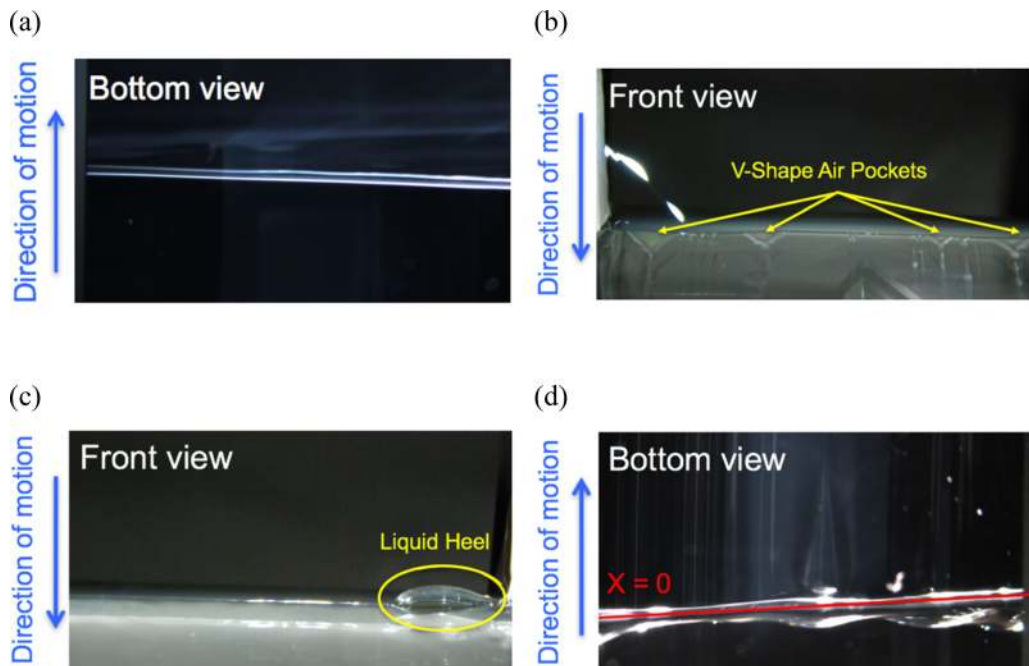 (a)
Direction of motion
Bottom view
(b)
Direction of motion
Front view
V-Shape Air Pockets
(c)
Direction of motion
Front view
Liquid Heel
(d)
Direction of motion
Bottom view
X = 0